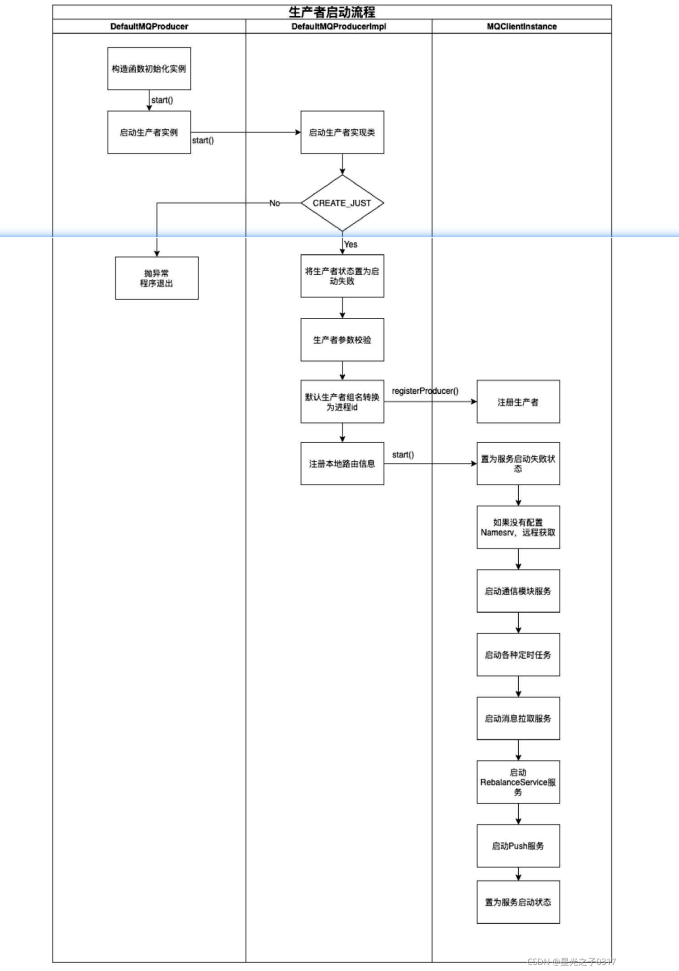 生产者启动流程
DefaultMQProducer
DefaultMQProducerImpl
MQClientInstance
构造函数初始化实例
start()
启动生产者实例
start()
启动生产者实现类
CREATE_JUST
No
Yes
抛异常
程序退出
将生产者状态置为启
动失败
生产者参数校验
默认生产者组名转换
为进程id
registerProducer()
注册生产者
注册本地路由信息
start()
置为服务启动失败状
态
如果没有配置
Namesrv，远程获取
启动通信模块服务
启动各种定时任务
启动消息拉取服务
启动
RebalanceService服
务
启动Push服务
置为服务启动状态
CSDN @星光之子0317